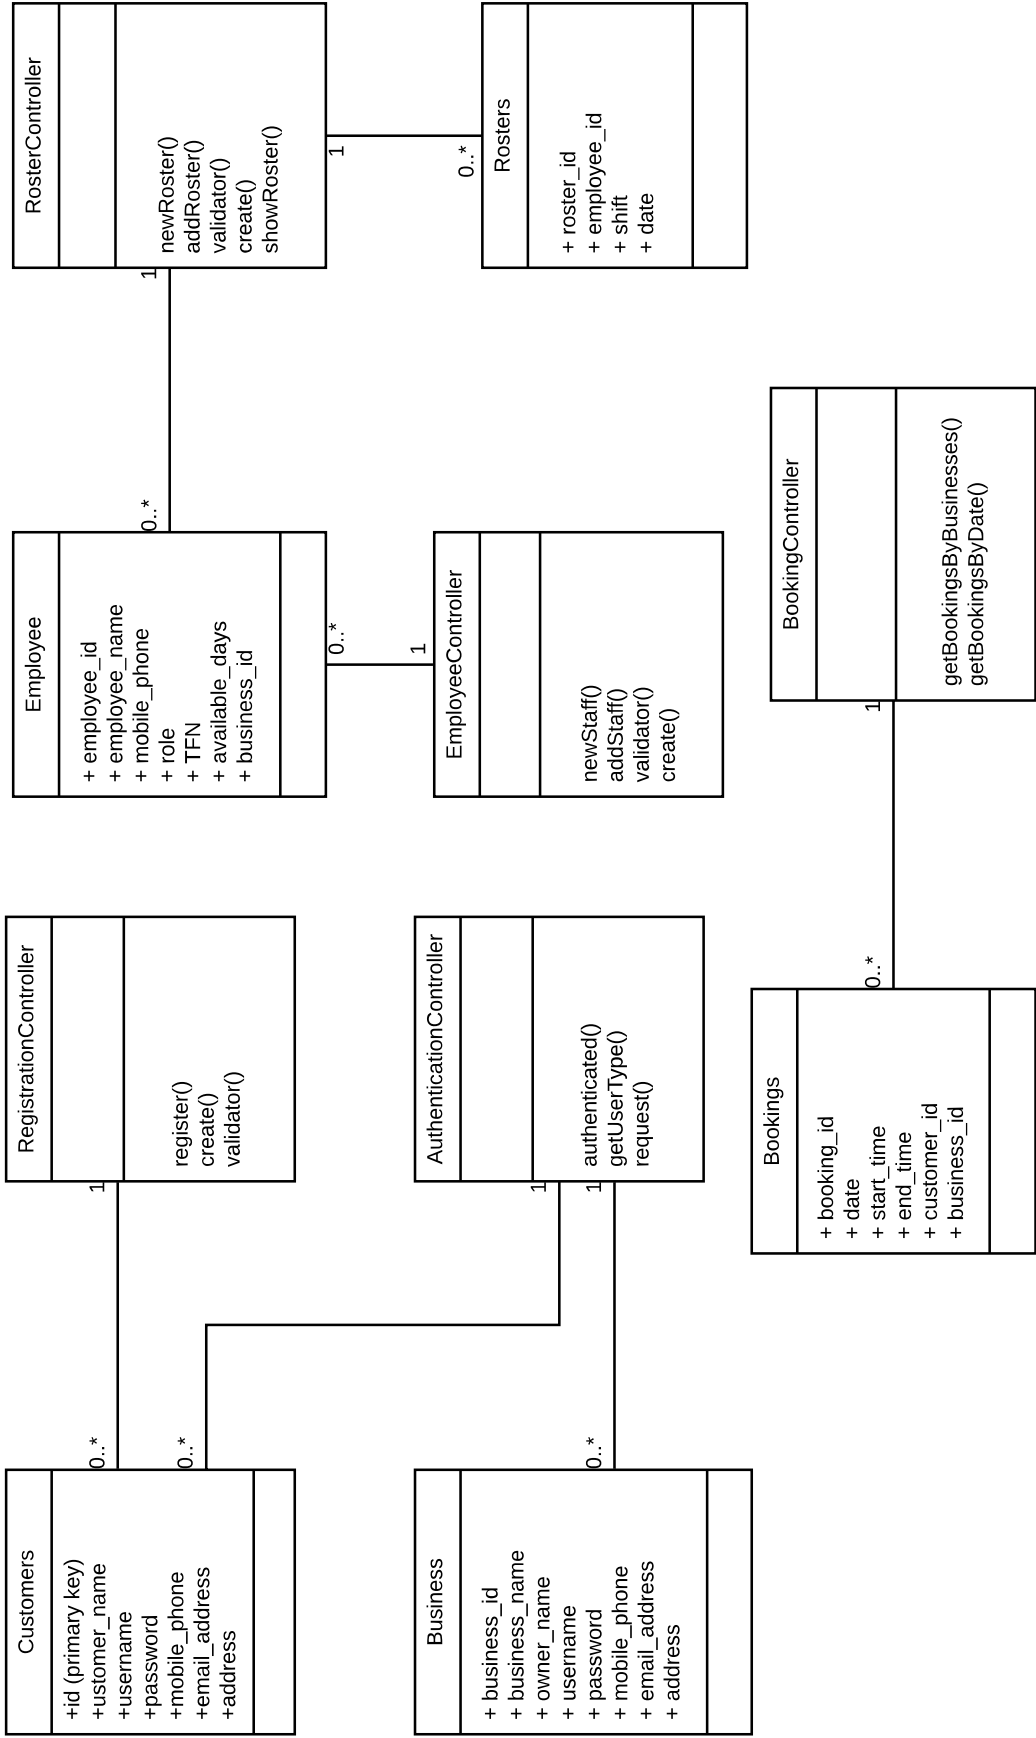 Customers
+id (primary key)
+ustomer_name
+username
+password
+mobile_phone
+email_address
+address
0..*
0..*
1
RegistrationController
register()
create()
validator()
Employee
+ employee_id
+ employee_name
+ mobile_phone
+ role
+ TFN
+ available_days
+ business_id
0..*
1
RosterController
newRoster()
addRoster()
validator()
create()
showRoster()
Business
+ business_id
+ business_name
+ owner_name
+ username
+ password
+ mobile_phone
+ email_address
+ address
0..*
1
1
AuthenticationController
authenticated()
getUserType()
request()
0..*
1
EmployeeController
newStaff()
addStaff()
validator()
create()
1
0..*
Rosters
+ roster_id
+ employee_id
+ shift
+ date
Bookings
+ booking_id
+ date
+ start_time
+ end_time
+ customer_id
+ business_id
0..*
1
BookingController
getBookingsByBusinesses()
getBookingsByDate()